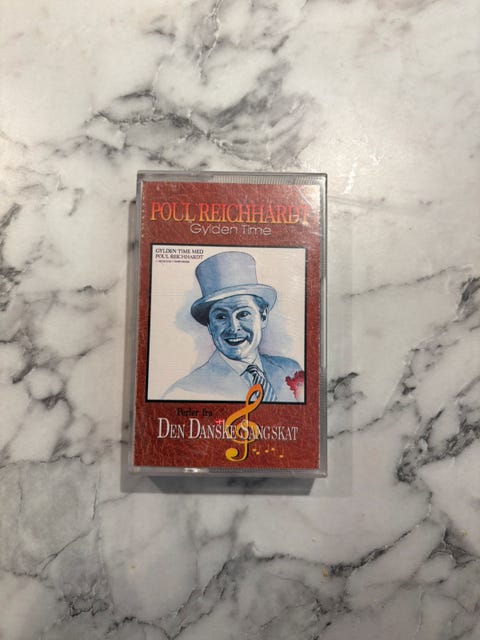 POUL REICHHARDT
Gylden Time
GYLDEN TIME MED
POUL REICHHARDT
Perler fra
DEN DANSKE SANGSKAT